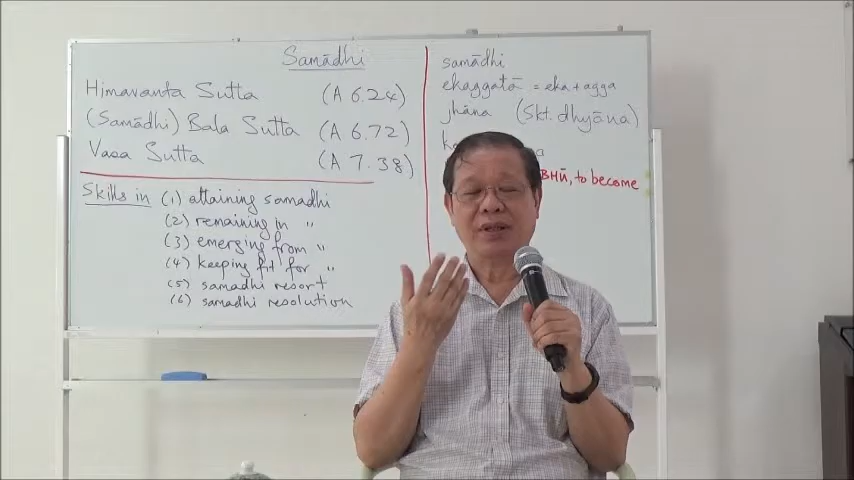 Samādhi
Himavanta Sutta (A 6.24)
(Samādhi) Bala Sutta (A 6.72)
Vasa Sutta (A 7.38)
Skills in (1) attaining samādhi
(2) remaining in "
(3) emerging from "
(4) keeping fit for "
(5) samadhi resort
(6) samadhi resolution
samādhi
ekaggatā = eka + agga
jhāna (Skt. dhyāna)
BHŪ, to become